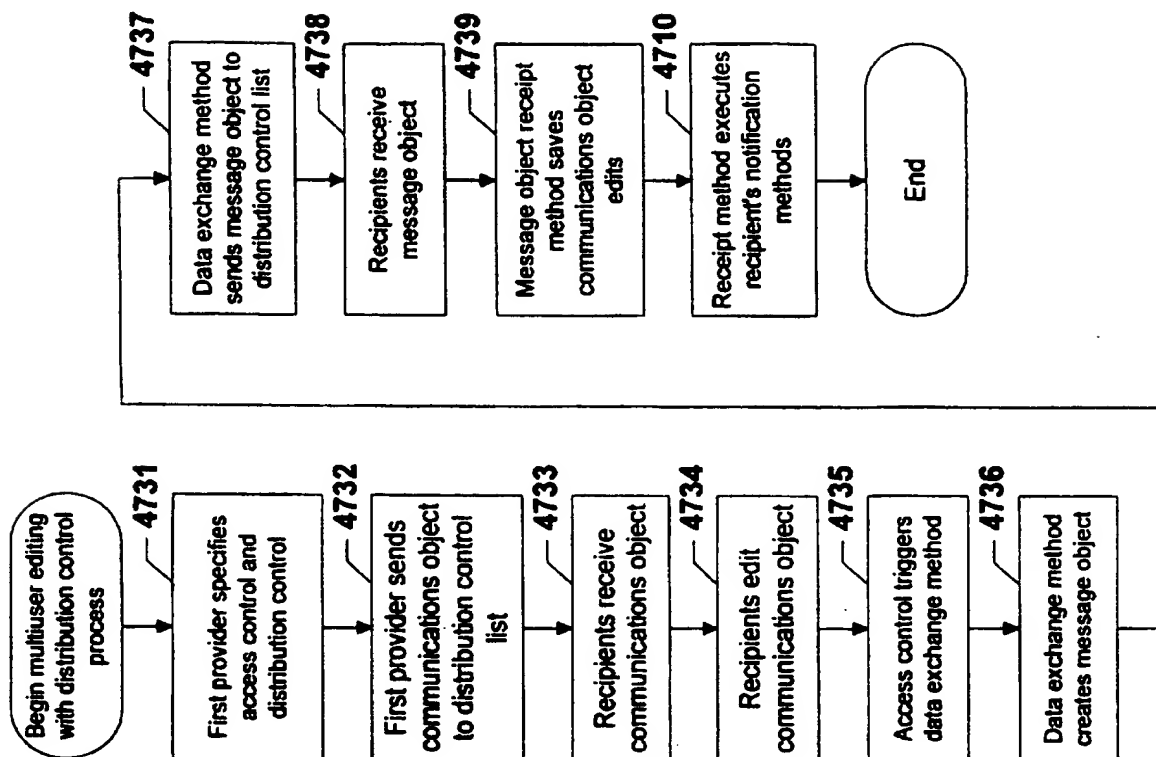 Begin multiuser editing
with distribution control
process
4731
First provider specifies
access control and
distribution control
4732
First provider sends
communications object
to distribution control
list
4733
Recipients receive
communications object
4734
Recipients edit
communications object
4735
Access control triggers
data exchange method
4736
Data exchange method
creates message object
4737
Data exchange method
sends message object to
distribution control list
4738
Recipients receive
message object
4739
Message object receipt
method saves
communications object
edits
4710
Receipt method executes
recipient's notification
methods
End